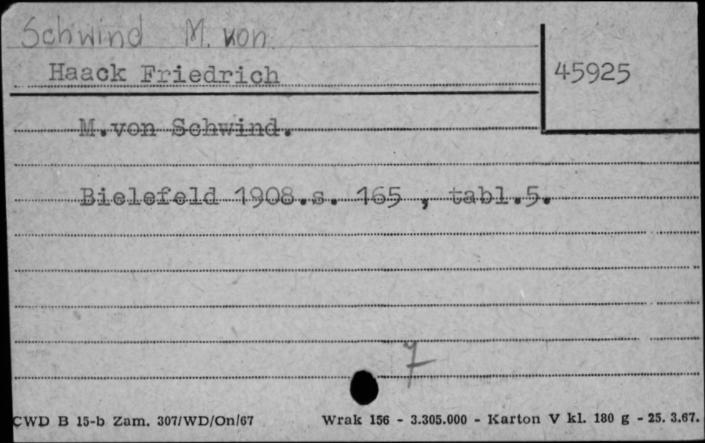 Schwind M. von
Haack Friedrich
45925
M.von Schwind.
Bielefeld 1908.s. 165 , tabl.5.
7
CWD B 15-b Zam. 307/WD/On/67 Wrak 156 - 3.305.000 - Karton V kl. 180 g - 25. 3.67.